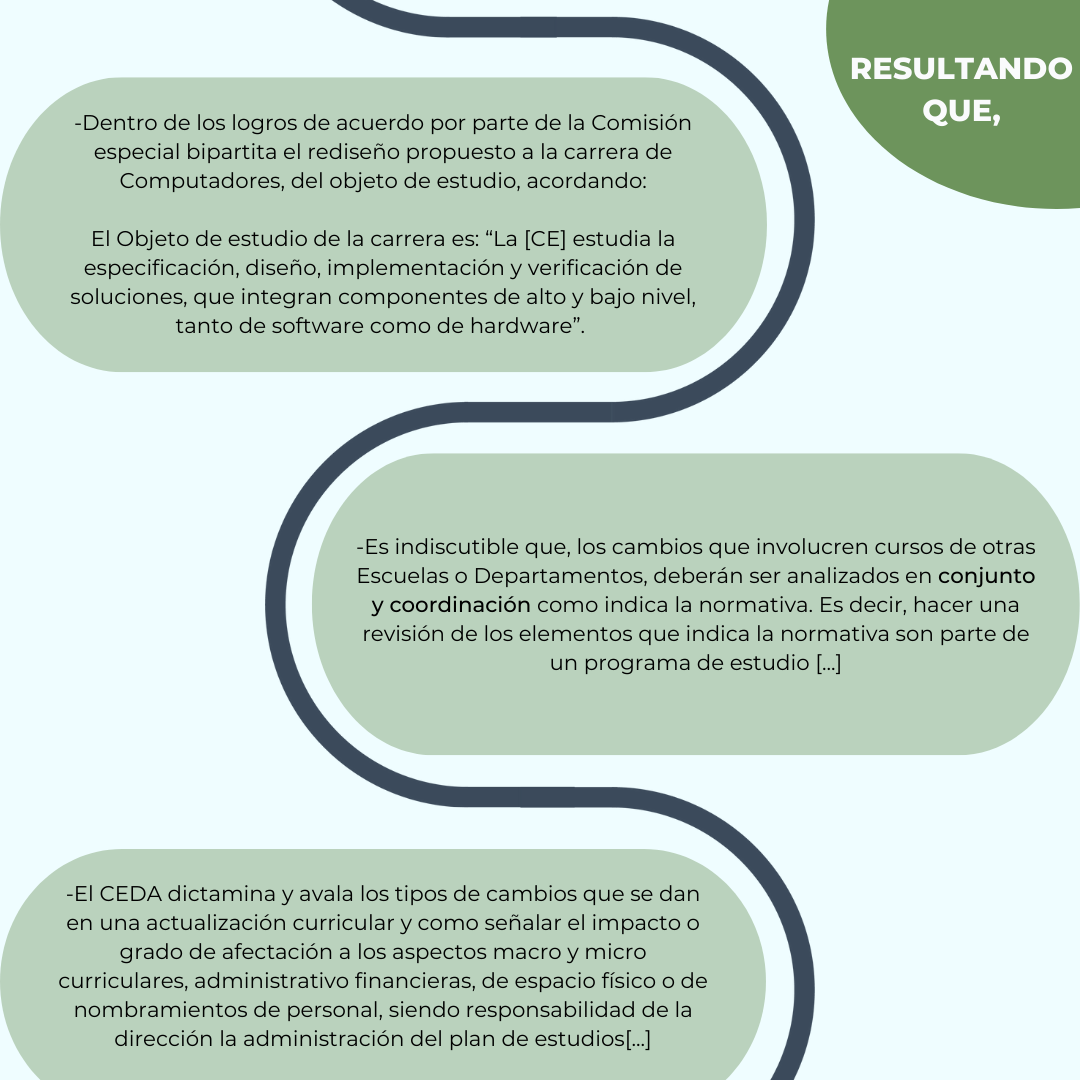 RESULTANDO
QUE,
-Dentro de los logros de acuerdo por parte de la Comisión
especial bipartita el rediseño propuesto a la carrera de
Computadores, del objeto de estudio, acordando:
El Objeto de estudio de la carrera es: “La [CE] estudia la
especificación, diseño, implementación y verificación de
soluciones, que integran componentes de alto y bajo nivel,
tanto de software como de hardware”.
-Es indiscutible que, los cambios que involucren cursos de otras
Escuelas o Departamentos, deberán ser analizados en conjunto
y coordinación como indica la normativa. Es decir, hacer una
revisión de los elementos que indica la normativa son parte de
un programa de estudio [...]
-El CEDA dictamina y avala los tipos de cambios que se dan
en una actualización curricular y como señalar el impacto o
grado de afectación a los aspectos macro y micro
curriculares, administrativo financieras, de espacio físico o de
nombramientos de personal, siendo responsabilidad de la
dirección la administración del plan de estudios[...]